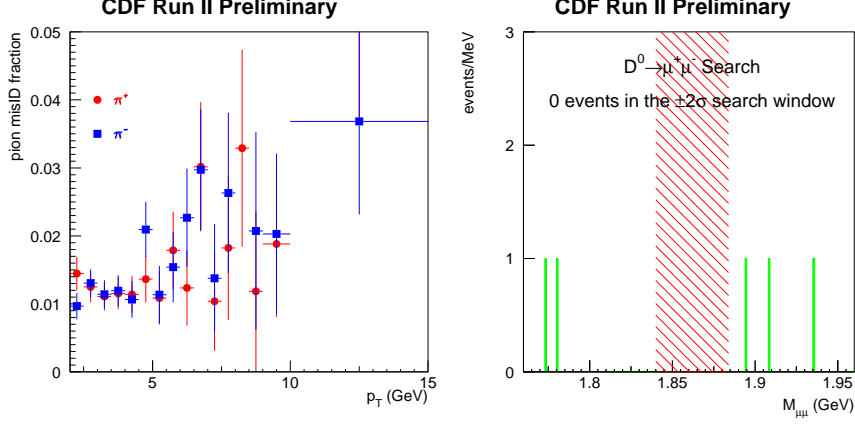 CDF Run II Preliminary
pion misID fraction
0.05
0.04
0.03
0.02
0.01
0
π+
π-
5
10
15
pT (GeV)
CDF Run II Preliminary
events/MeV
3
2
1
0
D0→μ+μ- Search
0 events in the ±2σ search window
1.8
1.85
1.9
1.95
Mμμ (GeV)